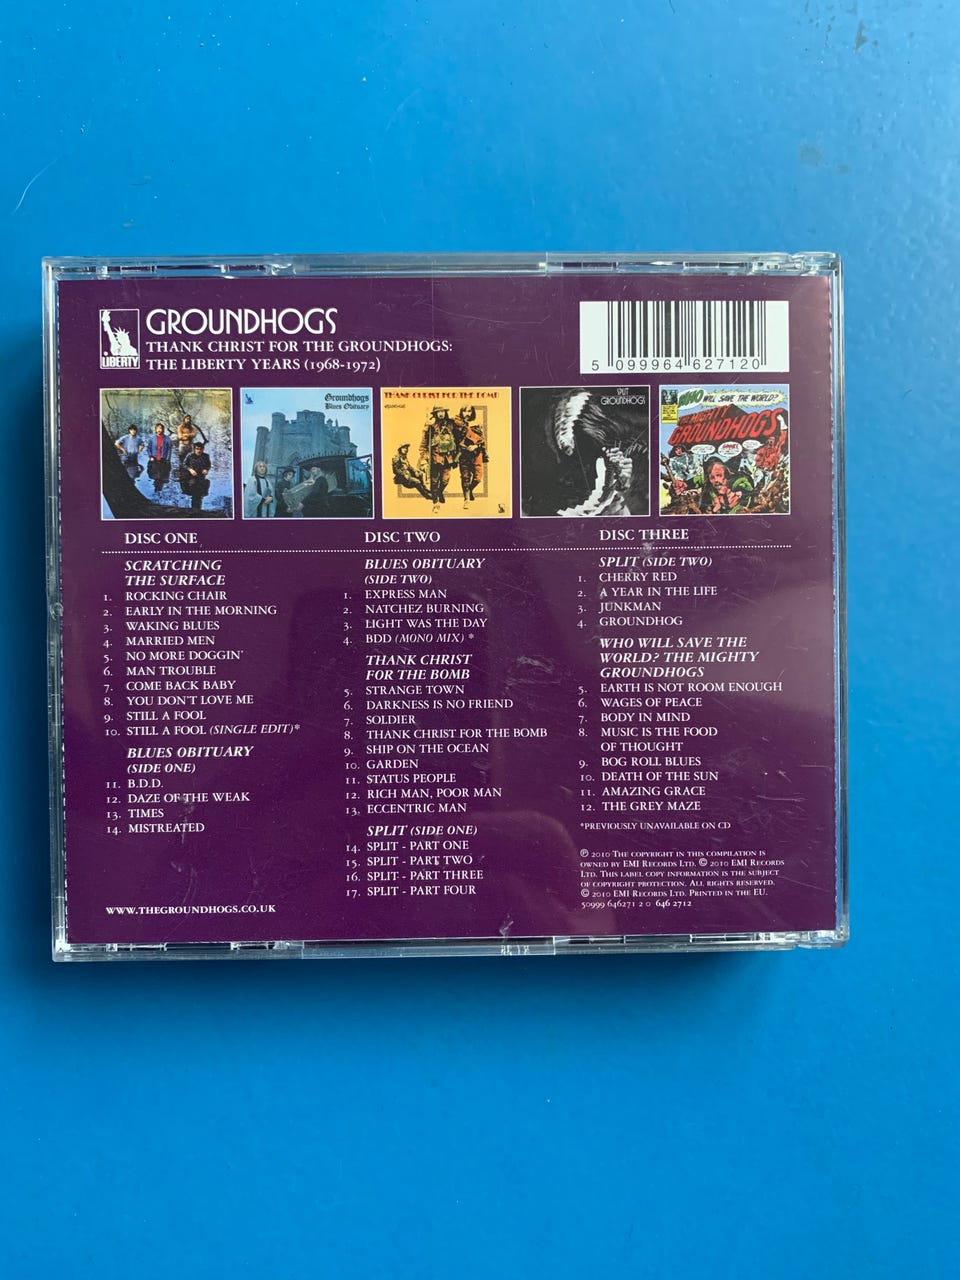 LIBERTY
GROUNDHOGS
THANK CHRIST FOR THE GROUNDHOGS:
THE LIBERTY YEARS (1968-1972)
5 099964 627120
Groundhogs
Blues Obituary
THANK CHRIST FOR THE BOMB
SPLIT
GROUNDHOGS
WHO WILL SAVE THE WORLD?
THE MIGHTY
GROUNDHOGS
DISC ONE
SCRATCHING
THE SURFACE
1. ROCKING CHAIR
2. EARLY IN THE MORNING
3. WAKING BLUES
4. MARRIED MEN
5. NO MORE DOGGIN'
6. MAN TROUBLE
7. COME BACK BABY
8. YOU DON'T LOVE ME
9. STILL A FOOL
10. STILL A FOOL (SINGLE EDIT)*
BLUES OBITUARY
(SIDE ONE)
11. B.D.D.
12. DAZE OF THE WEAK
13. TIMES
14. MISTREATED
WWW.THEGROUNDHOGS.CO.UK
DISC TWO
BLUES OBITUARY
(SIDE TWO)
1. EXPRESS MAN
2. NATCHEZ BURNING
3. LIGHT WAS THE DAY
4. BDD (MONO MIX) *
THANK CHRIST
FOR THE BOMB
5. STRANGE TOWN
6. DARKNESS IS NO FRIEND
7. SOLDIER
8. THANK CHRIST FOR THE BOMB
9. SHIP ON THE OCEAN
10. GARDEN
11. STATUS PEOPLE
12. RICH MAN, POOR MAN
13. ECCENTRIC MAN
SPLIT (SIDE ONE)
14. SPLIT - PART ONE
15. SPLIT - PART TWO
16. SPLIT - PART THREE
17. SPLIT - PART FOUR
DISC THREE
SPLIT (SIDE TWO)
1. CHERRY RED
2. A YEAR IN THE LIFE
3. JUNKMAN
4. GROUNDHOG
WHO WILL SAVE THE
WORLD? THE MIGHTY
GROUNDHOGS
5. EARTH IS NOT ROOM ENOUGH
6. WAGES OF PEACE
7. BODY IN MIND
8. MUSIC IS THE FOOD
OF THOUGHT
9. BOG ROLL BLUES
10. DEATH OF THE SUN
11. AMAZING GRACE
12. THE GREY MAZE
*PREVIOUSLY UNAVAILABLE ON CD
℗ 2010 THE COPYRIGHT IN THIS COMPILATION IS
OWNED BY EMI RECORDS LTD. © 2010 EMI RECORDS
LTD. THIS LABEL COPY INFORMATION IS THE SUBJECT
OF COPYRIGHT PROTECTION. ALL RIGHTS RESERVED.
© 2010 EMI RECORDS LTD. PRINTED IN THE EU.
50999 646271 2 0 646 2712